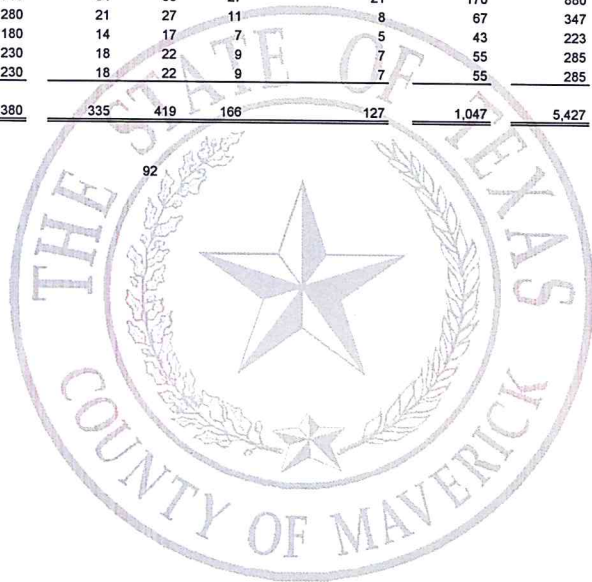 280 21 27 11 8 67 347
180 14 17 7 5 43 223
230 18 22 9 7 55 285
230 18 22 9 7 55 285
380 335 419 166 127 1,047 5,427
92
THE STATE OF TEXAS
COUNTY OF MAVERICK